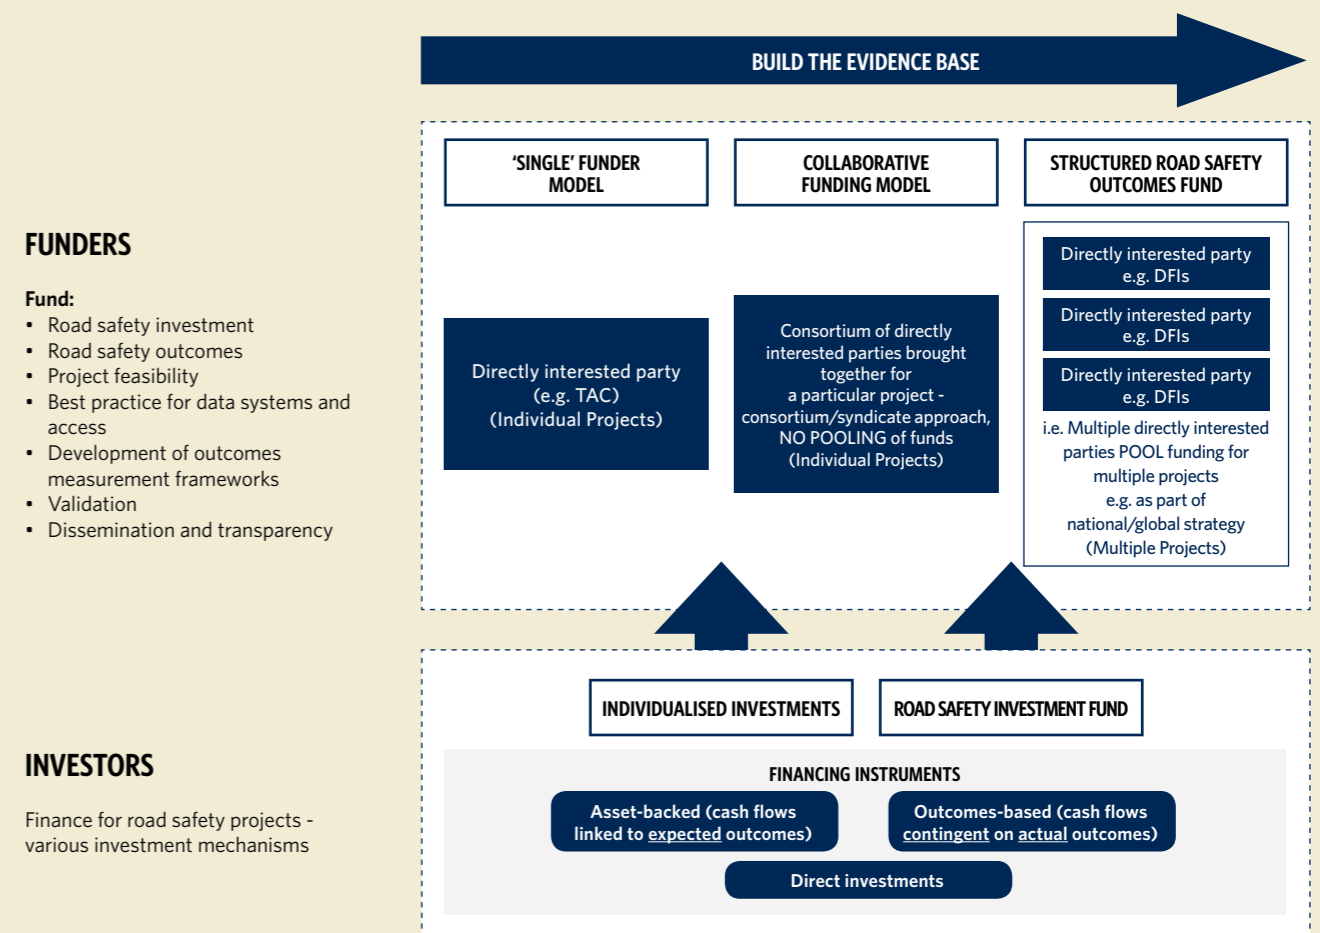 BUILD THE EVIDENCE BASE
‘SINGLE’ FUNDER
MODEL
COLLABORATIVE
FUNDING MODEL
STRUCTURED ROAD SAFETY
OUTCOMES FUND
FUNDERS
Fund:
• Road safety investment
• Road safety outcomes
• Project feasibility
• Best practice for data systems and
access
• Development of outcomes
measurement frameworks
• Validation
• Dissemination and transparency
Directly interested party
(e.g. TAC)
(Individual Projects)
Consortium of directly
interested parties brought
together for
a particular project -
consortium/syndicate approach,
NO POOLING of funds
(Individual Projects)
Directly interested party
e.g. DFIs
Directly interested party
e.g. DFIs
Directly interested party
e.g. DFIs
i.e. Multiple directly interested
parties POOL funding for
multiple projects
e.g. as part of
national/global strategy
(Multiple Projects)
INDIVIDUALISED INVESTMENTS
ROAD SAFETY INVESTMENT FUND
INVESTORS
Finance for road safety projects -
various investment mechanisms
FINANCING INSTRUMENTS
Asset-backed (cash flows
linked to expected outcomes)
Outcomes-based (cash flows
contingent on actual outcomes)
Direct investments